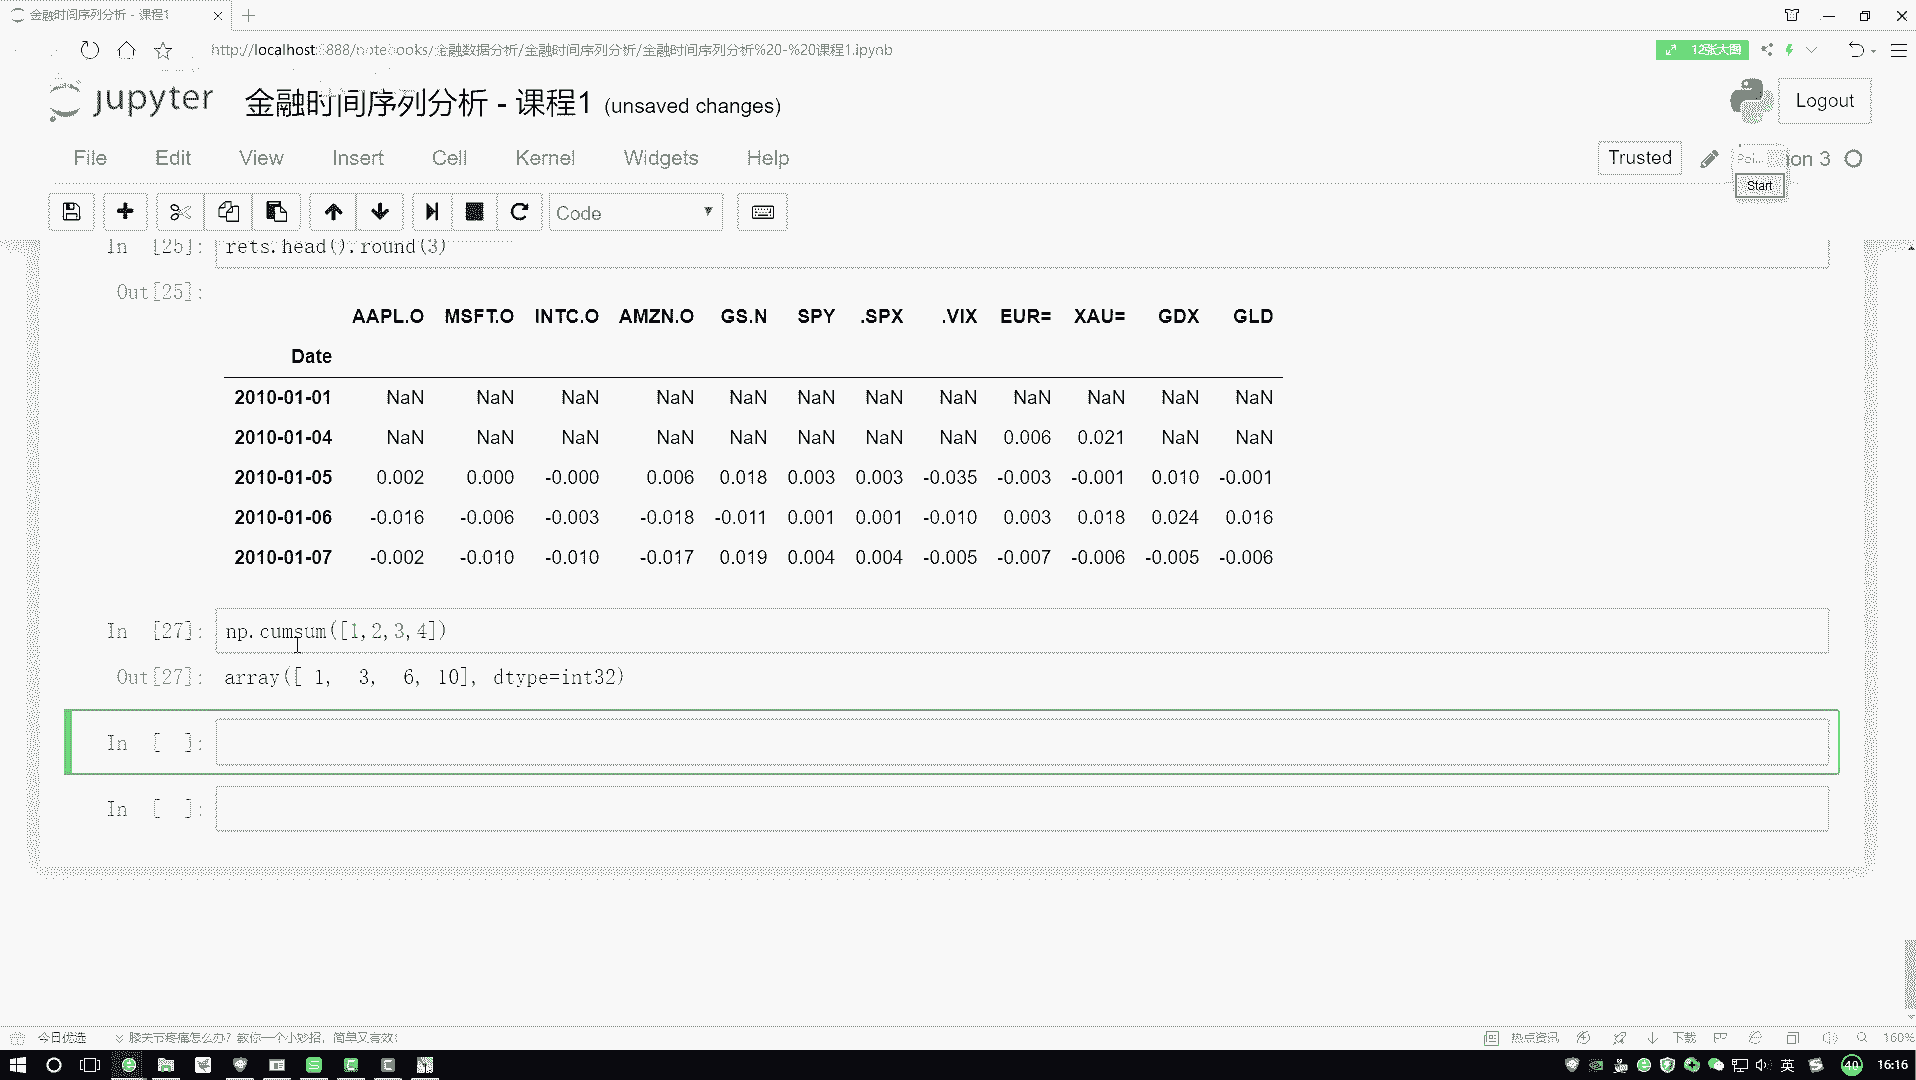 金融时间序列分析 - 课程1
http://localhost:8888/notebooks/金融数据分析/金融时间序列分析/金融时间序列分析%20-%20课程1.ipynb
12张大图
jupyter 金融时间序列分析 - 课程1 (unsaved changes)
Logout
File Edit View Insert Cell Kernel Widgets Help
Trusted
Poi... on 3
Start
Code
In [25]: rets.head().round(3)
Out[25]:
AAPL.O MSFT.O INTC.O AMZN.O GS.N SPY .SPX .VIX EUR= XAU= GDX GLD
Date
2010-01-01 NaN NaN NaN NaN NaN NaN NaN NaN NaN NaN NaN NaN
2010-01-04 NaN NaN NaN NaN NaN NaN NaN NaN 0.006 0.021 NaN NaN
2010-01-05 0.002 0.000 -0.000 0.006 0.018 0.003 0.003 -0.035 -0.003 -0.001 0.010 -0.001
2010-01-06 -0.016 -0.006 -0.003 -0.018 -0.011 0.001 0.001 -0.010 0.003 0.018 0.024 0.016
2010-01-07 -0.002 -0.010 -0.010 -0.017 0.019 0.004 0.004 -0.005 -0.007 -0.006 -0.005 -0.006
In [27]: np.cumsum([1,2,3,4])
Out[27]: array([ 1, 3, 6, 10], dtype=int32)
In [ ]:
In [ ]:
今日优选 膝关节疼痛怎么办？教你一个小妙招，简单又有效！
热点资讯 下载 160%
英 40 16:16